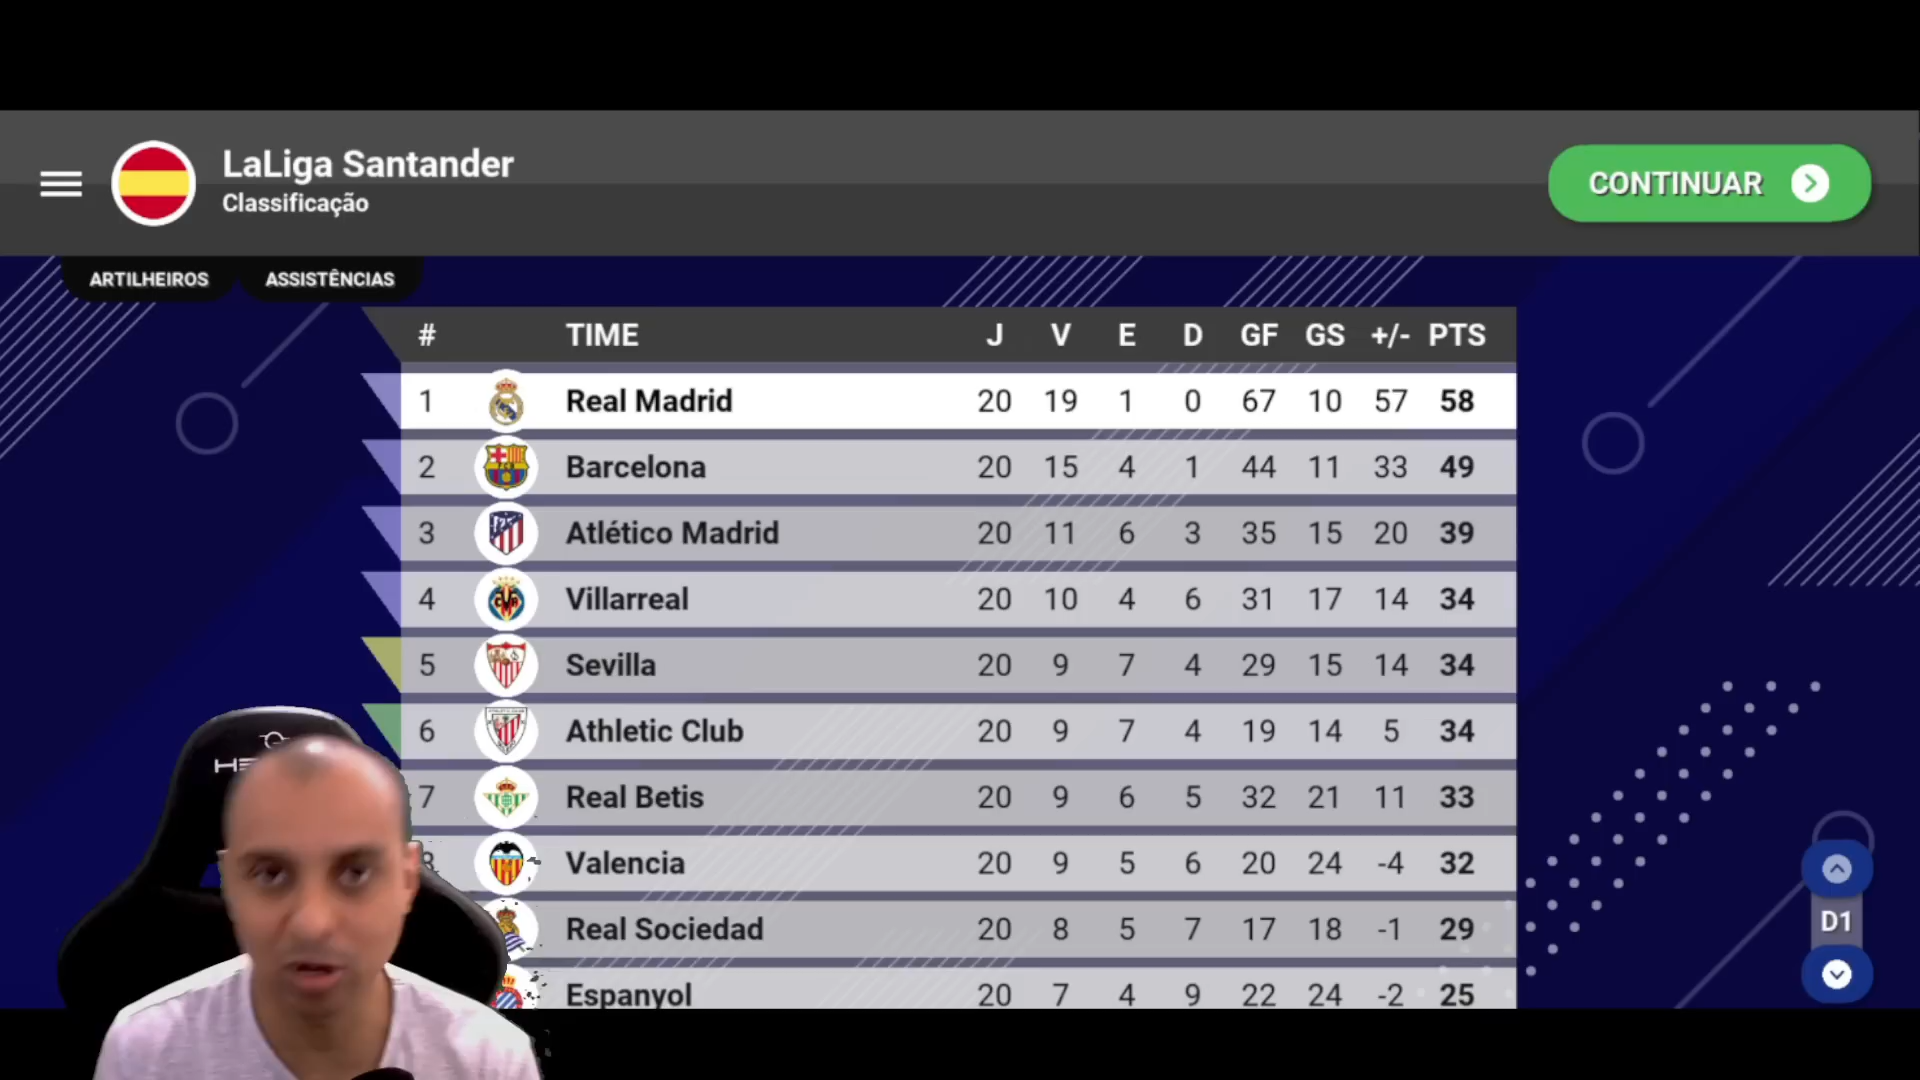 LaLiga Santander
Classificação
CONTINUAR
ARTILHEIROS ASSISTÊNCIAS
# TIME J V E D GF GS +/- PTS
1 Real Madrid 20 19 1 0 67 10 57 58
2 Barcelona 20 15 4 1 44 11 33 49
3 Atlético Madrid 20 11 6 3 35 15 20 39
4 Villarreal 20 10 4 6 31 17 14 34
5 Sevilla 20 9 7 4 29 15 14 34
6 Athletic Club 20 9 7 4 19 14 5 34
7 Real Betis 20 9 6 5 32 21 11 33
8 Valencia 20 9 5 6 20 24 -4 32
Real Sociedad 20 8 5 7 17 18 -1 29
Espanyol 20 7 4 9 22 24 -2 25
D1